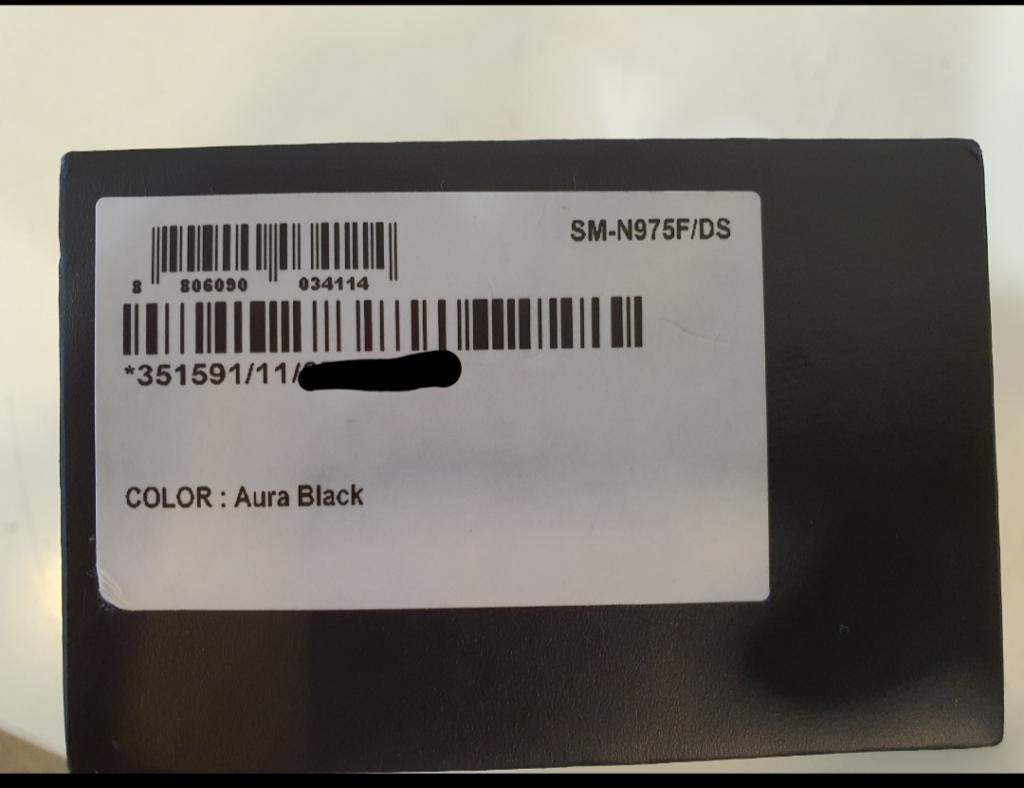 SM-N975F/DS
8 806090 034114
*351591/11/
COLOR : Aura Black